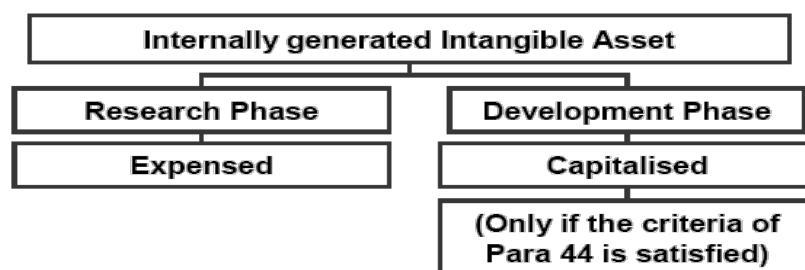 Internally generated Intangible Asset
Research Phase
Development Phase
Expensed
Capitalised
(Only if the criteria of
Para 44 is satisfied)